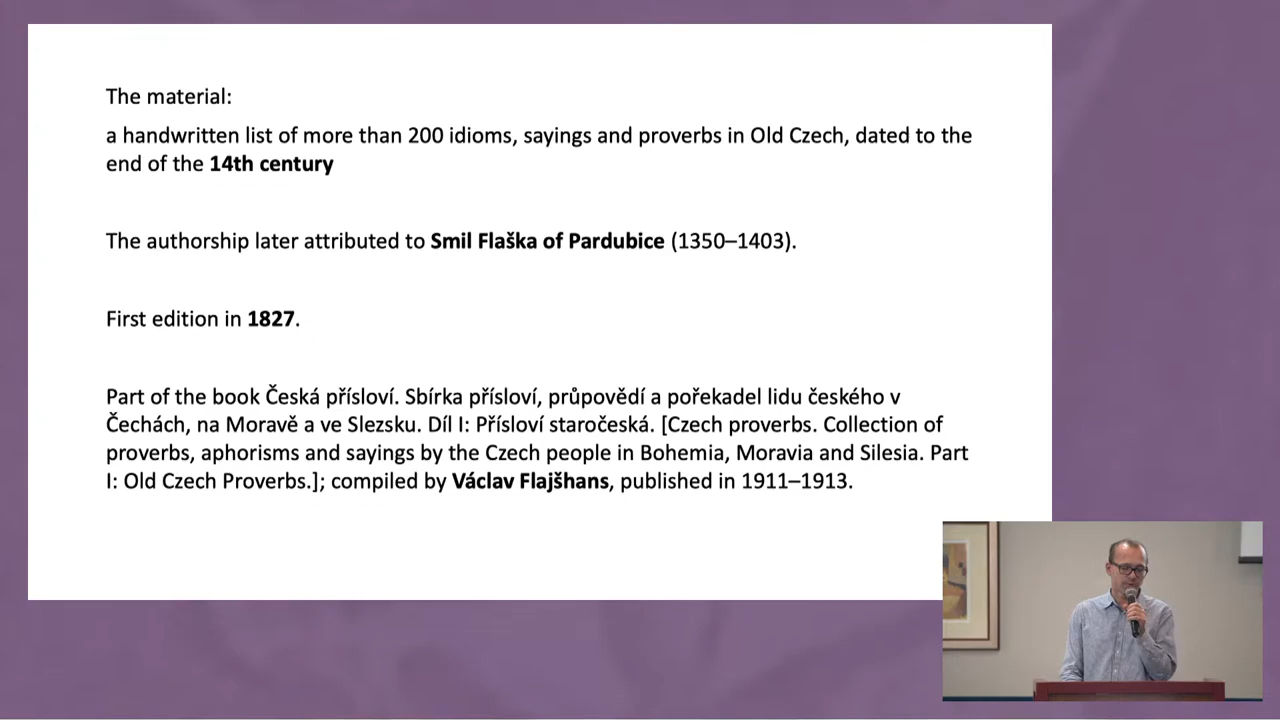 The material:
a handwritten list of more than 200 idioms, sayings and proverbs in Old Czech, dated to the
end of the 14th century
The authorship later attributed to Smil Flaška of Pardubice (1350–1403).
First edition in 1827.
Part of the book Česká přísloví. Sbírka přísloví, průpovědí a pořekadel lidu českého v
Čechách, na Moravě a ve Slezsku. Díl I: Přísloví staročeská. [Czech proverbs. Collection of
proverbs, aphorisms and sayings by the Czech people in Bohemia, Moravia and Silesia. Part
I: Old Czech Proverbs.]; compiled by Václav Flajšhans, published in 1911–1913.